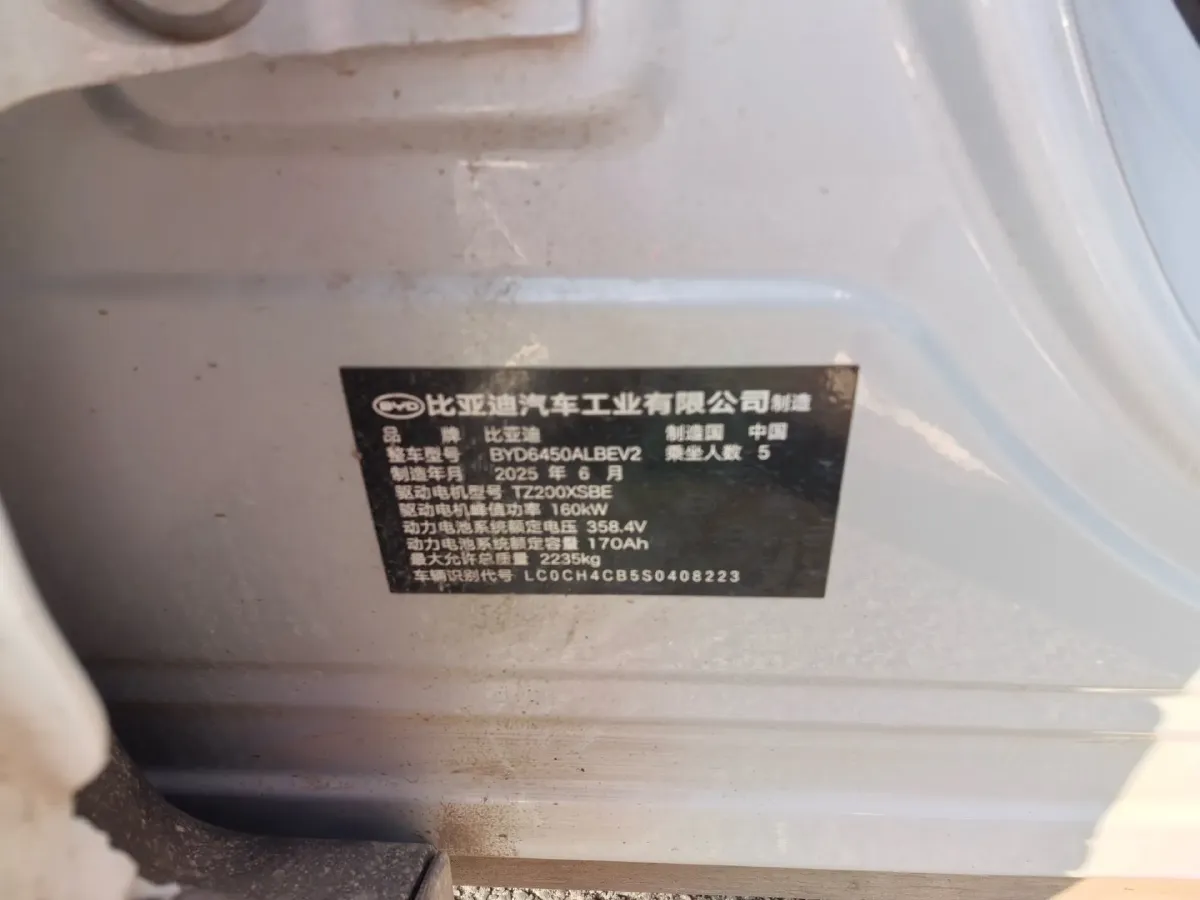 BYD 比亚迪汽车工业有限公司制造
品 牌 比亚迪 制造国 中国
整车型号 BYD6450ALBEV2 乘坐人数 5
制造年月 2025 年 6 月
驱动电机型号 TZ200XSBE
驱动电机峰值功率 160kW
动力电池系统额定电压 358.4V
动力电池系统额定容量 170Ah
最大允许总质量 2235kg
车辆识别代号 LC0CH4CB5S0408223